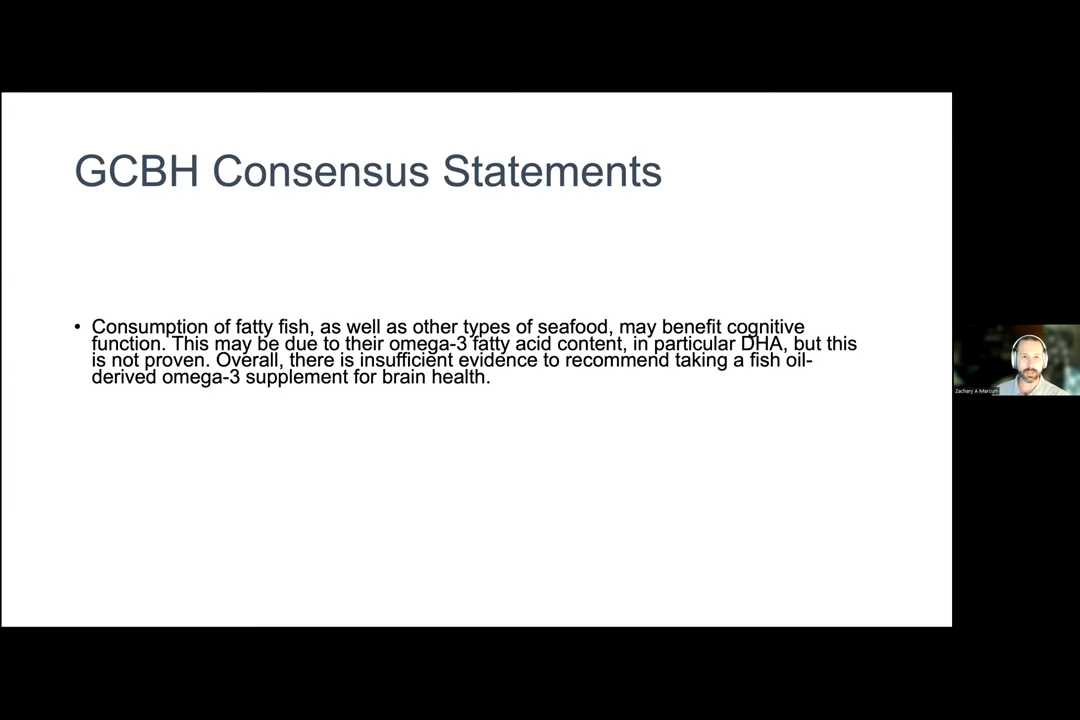 GCBH Consensus Statements
• Consumption of fatty fish, as well as other types of seafood, may benefit cognitive
function. This may be due to their omega-3 fatty acid content, in particular DHA, but this
is not proven. Overall, there is insufficient evidence to recommend taking a fish oil-
derived omega-3 supplement for brain health.
Zachary A Marcum